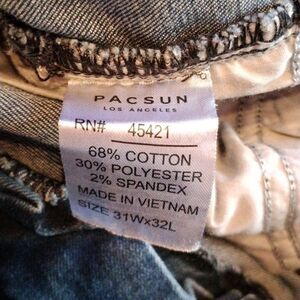 PACSUN
LOS ANGELES
RN# 45421
68% COTTON
30% POLYESTER
2% SPANDEX
MADE IN VIETNAM
SIZE 31Wx32L